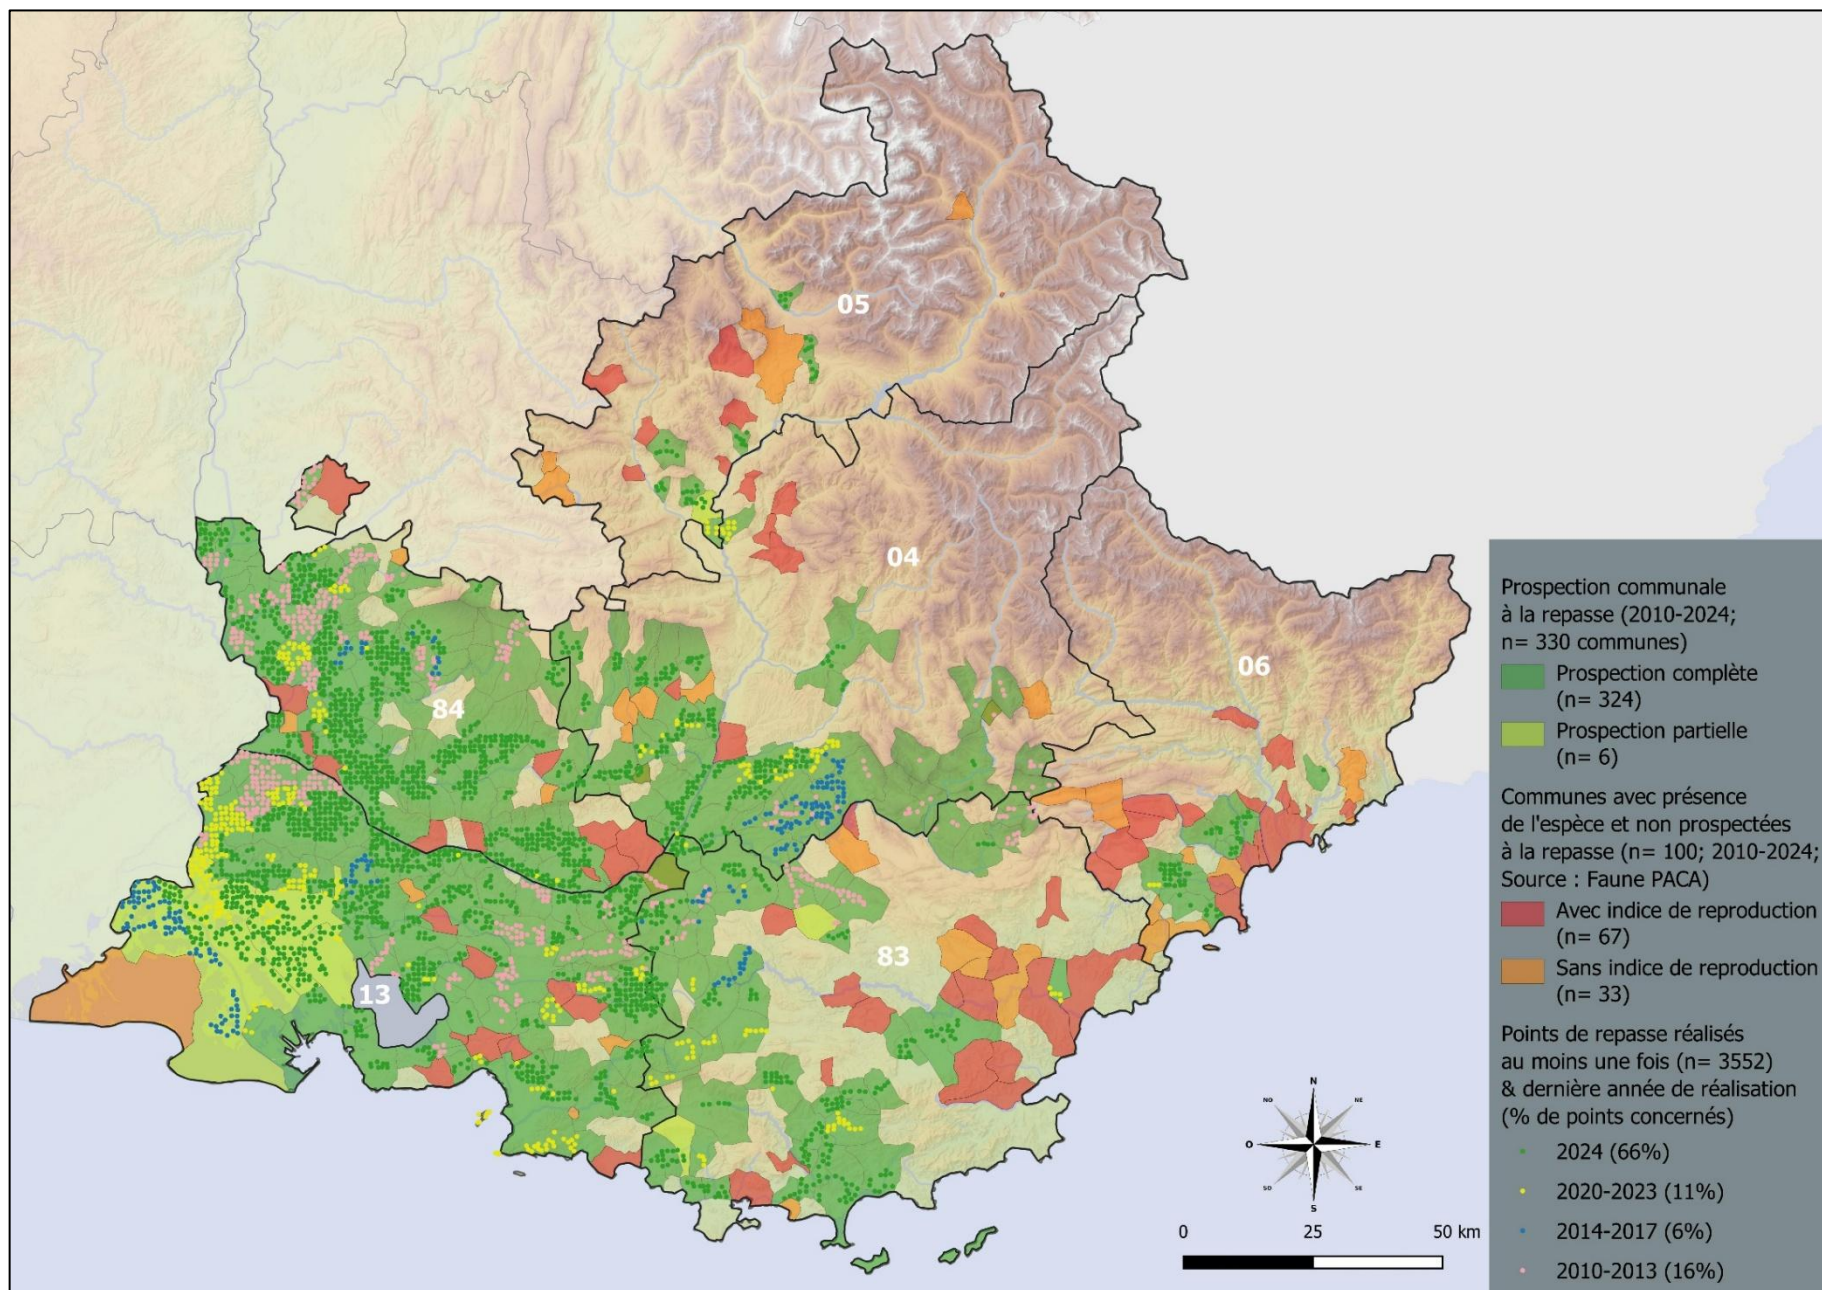 05
04
06
84
13
83
Prospection communale
à la repasse (2010-2024;
n= 330 communes)
Prospection complète
(n= 324)
Prospection partielle
(n= 6)
Communes avec présence
de l'espèce et non prospectées
à la repasse (n= 100; 2010-2024;
Source : Faune PACA)
Avec indice de reproduction
(n= 67)
Sans indice de reproduction
(n= 33)
Points de repasse réalisés
au moins une fois (n= 3552)
& dernière année de réalisation
(% de points concernés)
2024 (66%)
2020-2023 (11%)
2014-2017 (6%)
2010-2013 (16%)
N
NO
NE
O
E
SO
SE
S
0 25 50 km